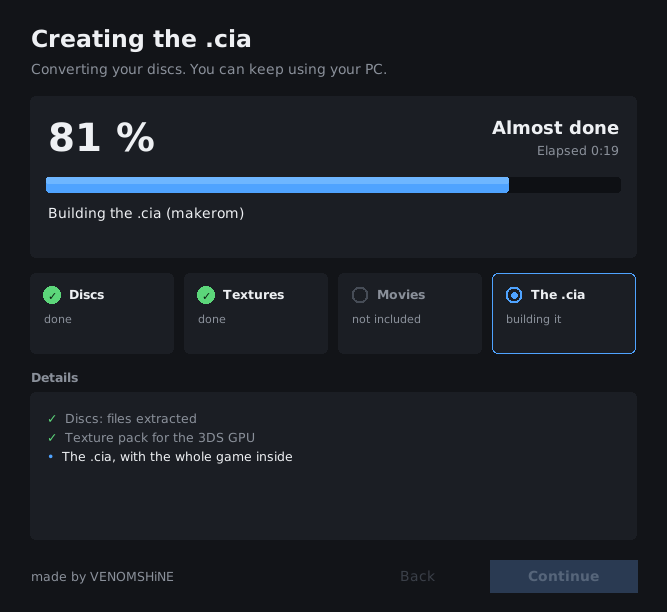 Creating the .cia
Converting your discs. You can keep using your PC.
81 %
Almost done
Elapsed 0:19
Building the .cia (makerom)
✓ Discs
done
✓ Textures
done
Movies
not included
The .cia
building it
Details
✓ Discs: files extracted
✓ Texture pack for the 3DS GPU
• The .cia, with the whole game inside
made by VENOMSHiNE
Back
Continue